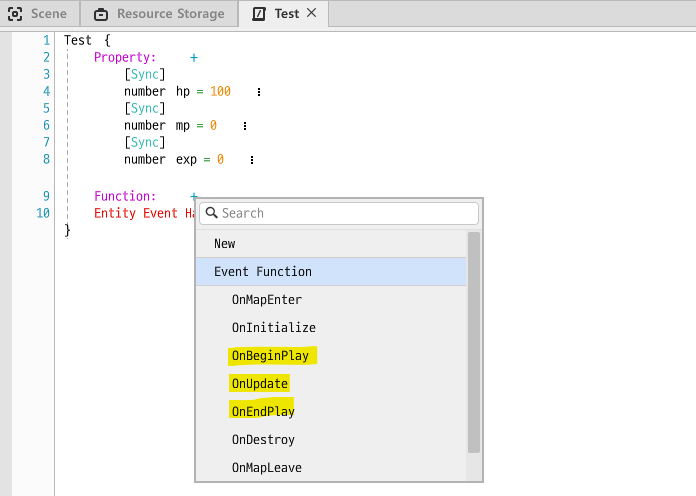 Scene Resource Storage Test
1 Test {
2 Property: +
3 [Sync]
4 number hp = 100
5 [Sync]
6 number mp = 0
7 [Sync]
8 number exp = 0
9 Function: +
10 Entity Event Ha
}
Search
New
Event Function
OnMapEnter
OnInitialize
OnBeginPlay
OnUpdate
OnEndPlay
OnDestroy
OnMapLeave